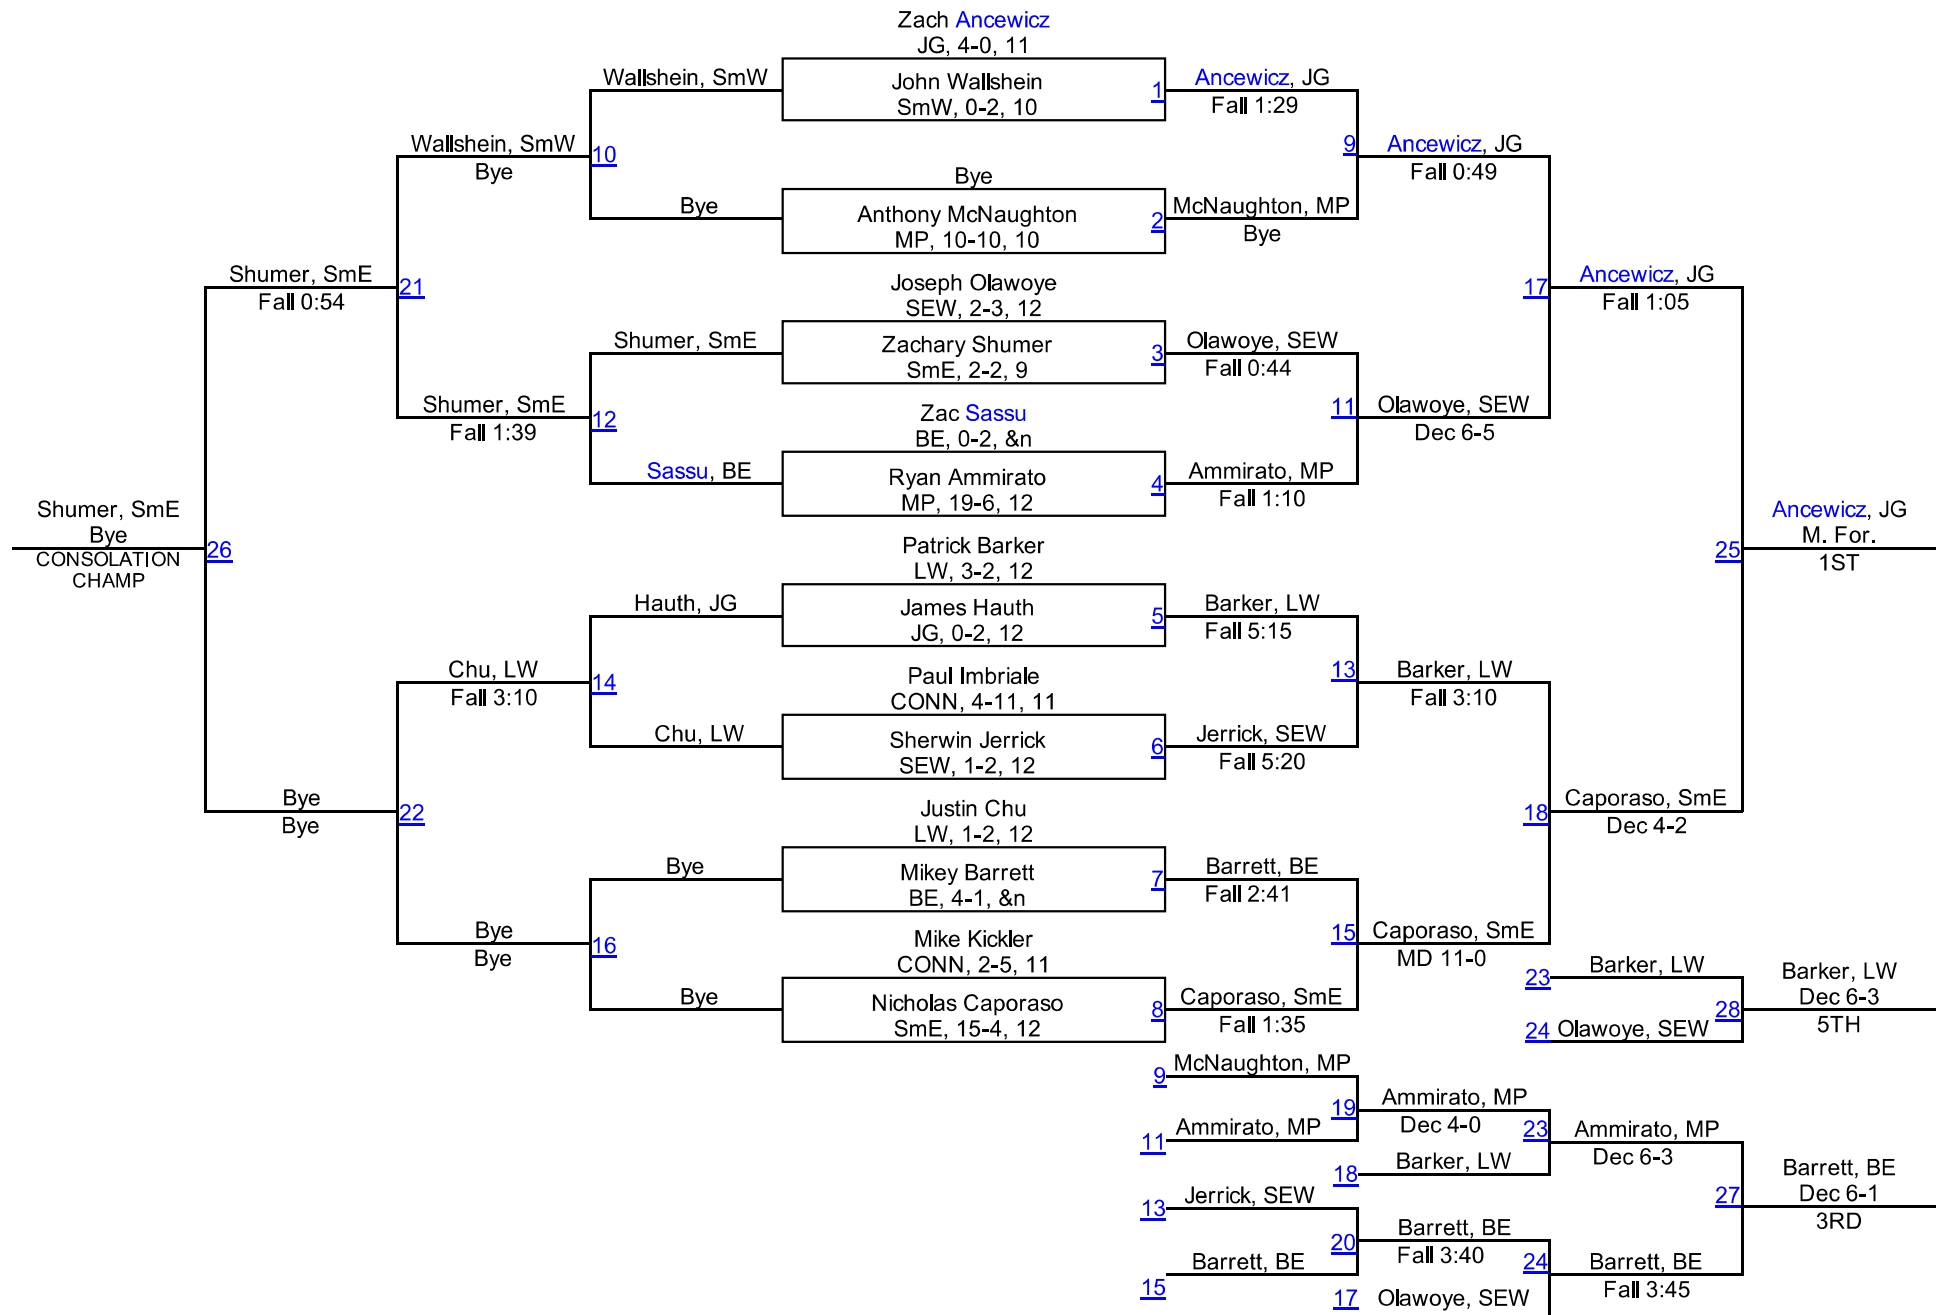 Zach Ancewicz
JG, 4-0, 11
Wallshein, SmW
John Wallshein
SmW, 0-2, 10
1
Ancewicz, JG
Fall 1:29
Wallshein, SmW
Bye
10
9
Ancewicz, JG
Fall 0:49
Bye
Bye
Anthony McNaughton
MP, 10-10, 10
2
McNaughton, MP
Bye
Shumer, SmE
Fall 0:54
21
Joseph Olawoye
SEW, 2-3, 12
17
Ancewicz, JG
Fall 1:05
Shumer, SmE
Zachary Shumer
SmE, 2-2, 9
3
Olawoye, SEW
Fall 0:44
Shumer, SmE
Fall 1:39
12
Zac Sassu
BE, 0-2, &n
11
Olawoye, SEW
Dec 6-5
Sassu, BE
Ryan Ammirato
MP, 19-6, 12
4
Ammirato, MP
Fall 1:10
Shumer, SmE
Bye
CONSOLATION
CHAMP
26
Patrick Barker
LW, 3-2, 12
25
Ancewicz, JG
M. For.
1ST
Hauth, JG
James Hauth
JG, 0-2, 12
5
Barker, LW
Fall 5:15
Chu, LW
Fall 3:10
14
Paul Imbriale
CONN, 4-11, 11
13
Barker, LW
Fall 3:10
Chu, LW
Sherwin Jerrick
SEW, 1-2, 12
6
Jerrick, SEW
Fall 5:20
Bye
Bye
22
Justin Chu
LW, 1-2, 12
18
Caporaso, SmE
Dec 4-2
Bye
Mikey Barrett
BE, 4-1, &n
7
Barrett, BE
Fall 2:41
Bye
Bye
16
Mike Kickler
CONN, 2-5, 11
15
Caporaso, SmE
MD 11-0
Bye
Nicholas Caporaso
SmE, 15-4, 12
8
Caporaso, SmE
Fall 1:35
23
Barker, LW
24
Olawoye, SEW
28
Barker, LW
Dec 6-3
5TH
9
McNaughton, MP
11
Ammirato, MP
19
Ammirato, MP
Dec 4-0
18
Barker, LW
23
Ammirato, MP
Dec 6-3
13
Jerrick, SEW
15
Barrett, BE
20
Barrett, BE
Fall 3:40
17
Olawoye, SEW
24
Barrett, BE
Fall 3:45
27
Barrett, BE
Dec 6-1
3RD